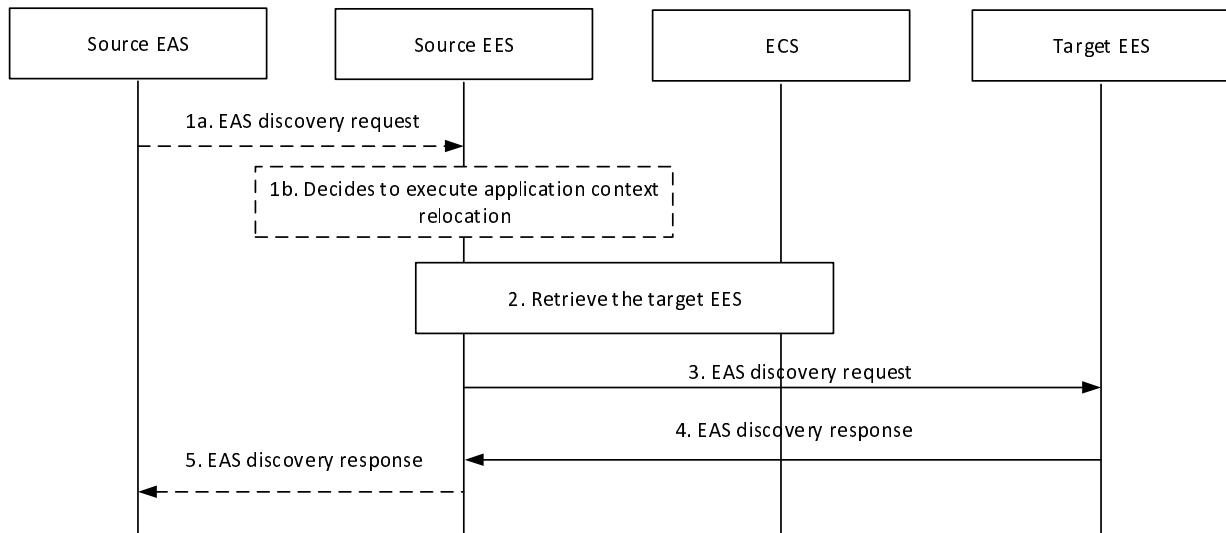 Source EAS
Source EES
ECS
Target EES
1a. EAS discovery request
1b. Decides to execute application context
relocation
2. Retrieve the target EES
3. EAS discovery request
4. EAS discovery response
5. EAS discovery response